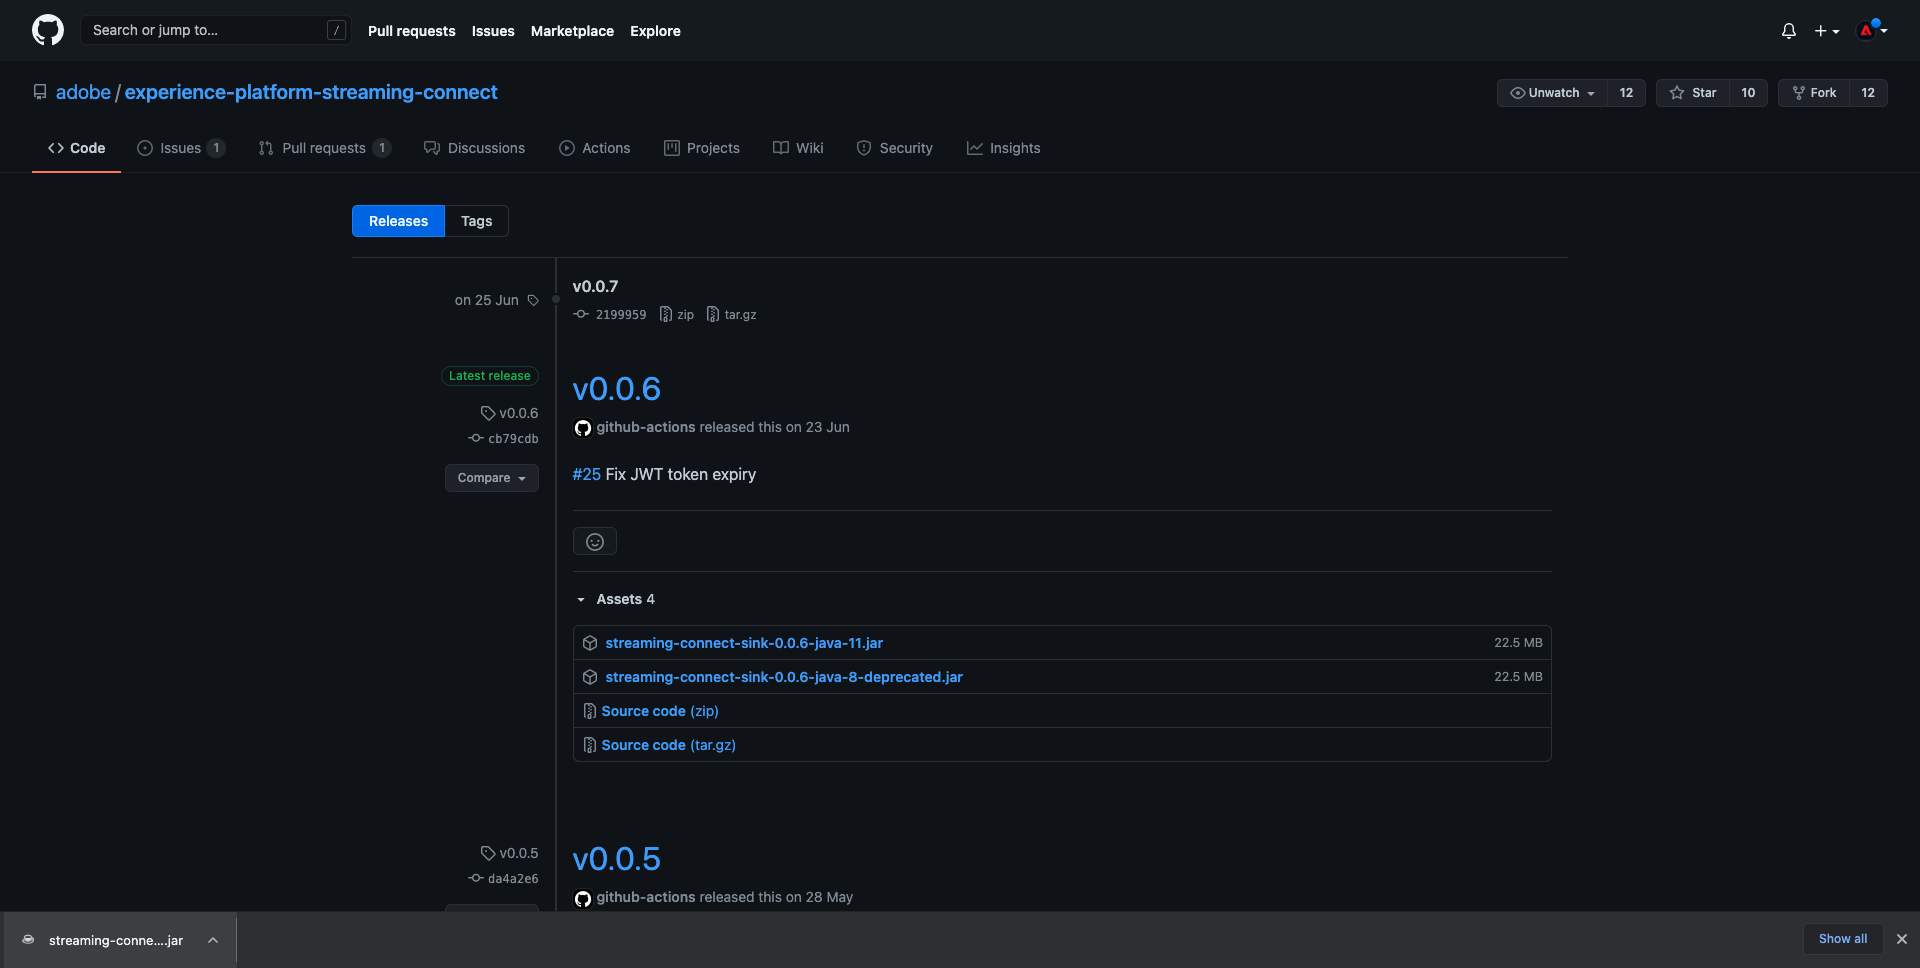 Search or jump to... /
Pull requests Issues Marketplace Explore
adobe / experience-platform-streaming-connect
Unwatch 12 Star 10 Fork 12
Code Issues 1 Pull requests 1 Discussions Actions Projects Wiki Security Insights
Releases Tags
on 25 Jun
v0.0.7
2199959 zip tar.gz
Latest release
v0.0.6
cb79cdb
Compare
v0.0.6
github-actions released this on 23 Jun
#25 Fix JWT token expiry
Assets 4
streaming-connect-sink-0.0.6-java-11.jar 22.5 MB
streaming-connect-sink-0.0.6-java-8-deprecated.jar 22.5 MB
Source code (zip)
Source code (tar.gz)
v0.0.5
da4a2e6
v0.0.5
github-actions released this on 28 May
streaming-conne....jar
Show all